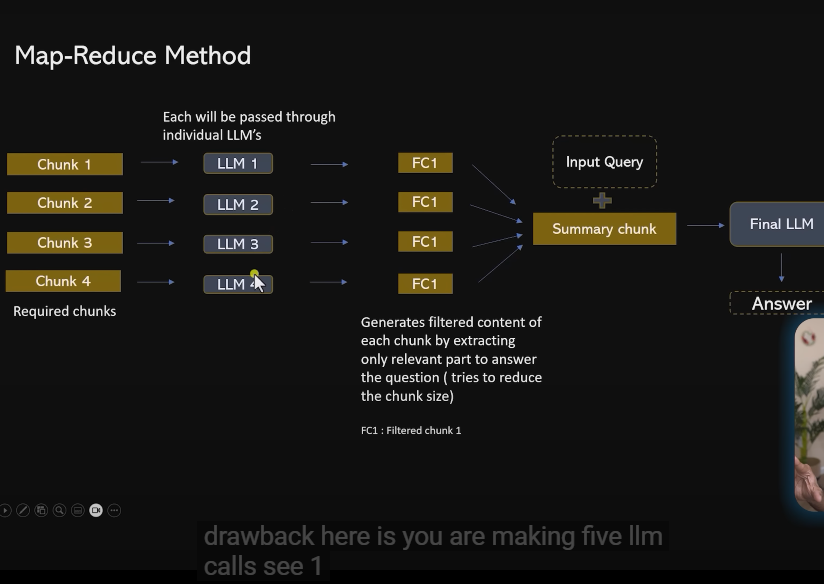 Map-Reduce Method
Each will be passed through
individual LLM's
Chunk 1
LLM 1
FC1
Chunk 2
LLM 2
FC1
Chunk 3
LLM 3
FC1
Chunk 4
LLM
FC1
Required chunks
Input Query
Summary chunk
Final LLM
Answer
Generates filtered content of
each chunk by extracting
only relevant part to answer
the question ( tries to reduce
the chunk size)
FC1 : Filtered chunk 1
drawback here is you are making five llm
calls see 1